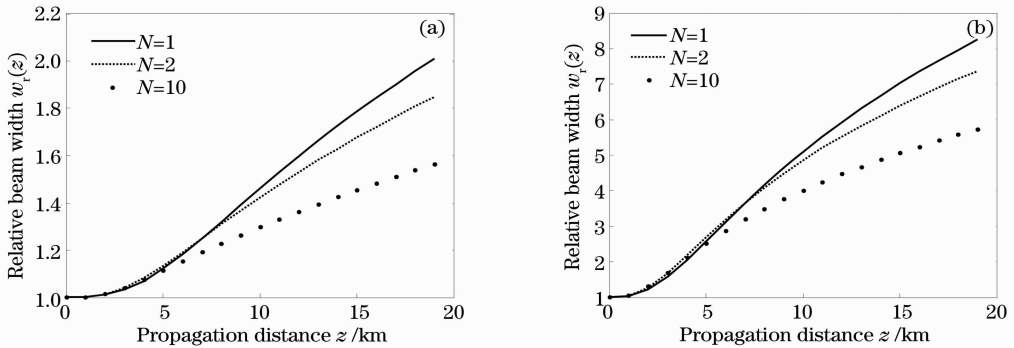 (a)
Relative beam width w_r(z)
2.2
2.0
1.8
1.6
1.4
1.2
1.0
N=1
N=2
N=10
0 5 10 15 20
Propagation distance z /km
(b)
Relative beam width w_r(z)
9
8
7
6
5
4
3
2
1
N=1
N=2
N=10
0 5 10 15 20
Propagation distance z /km